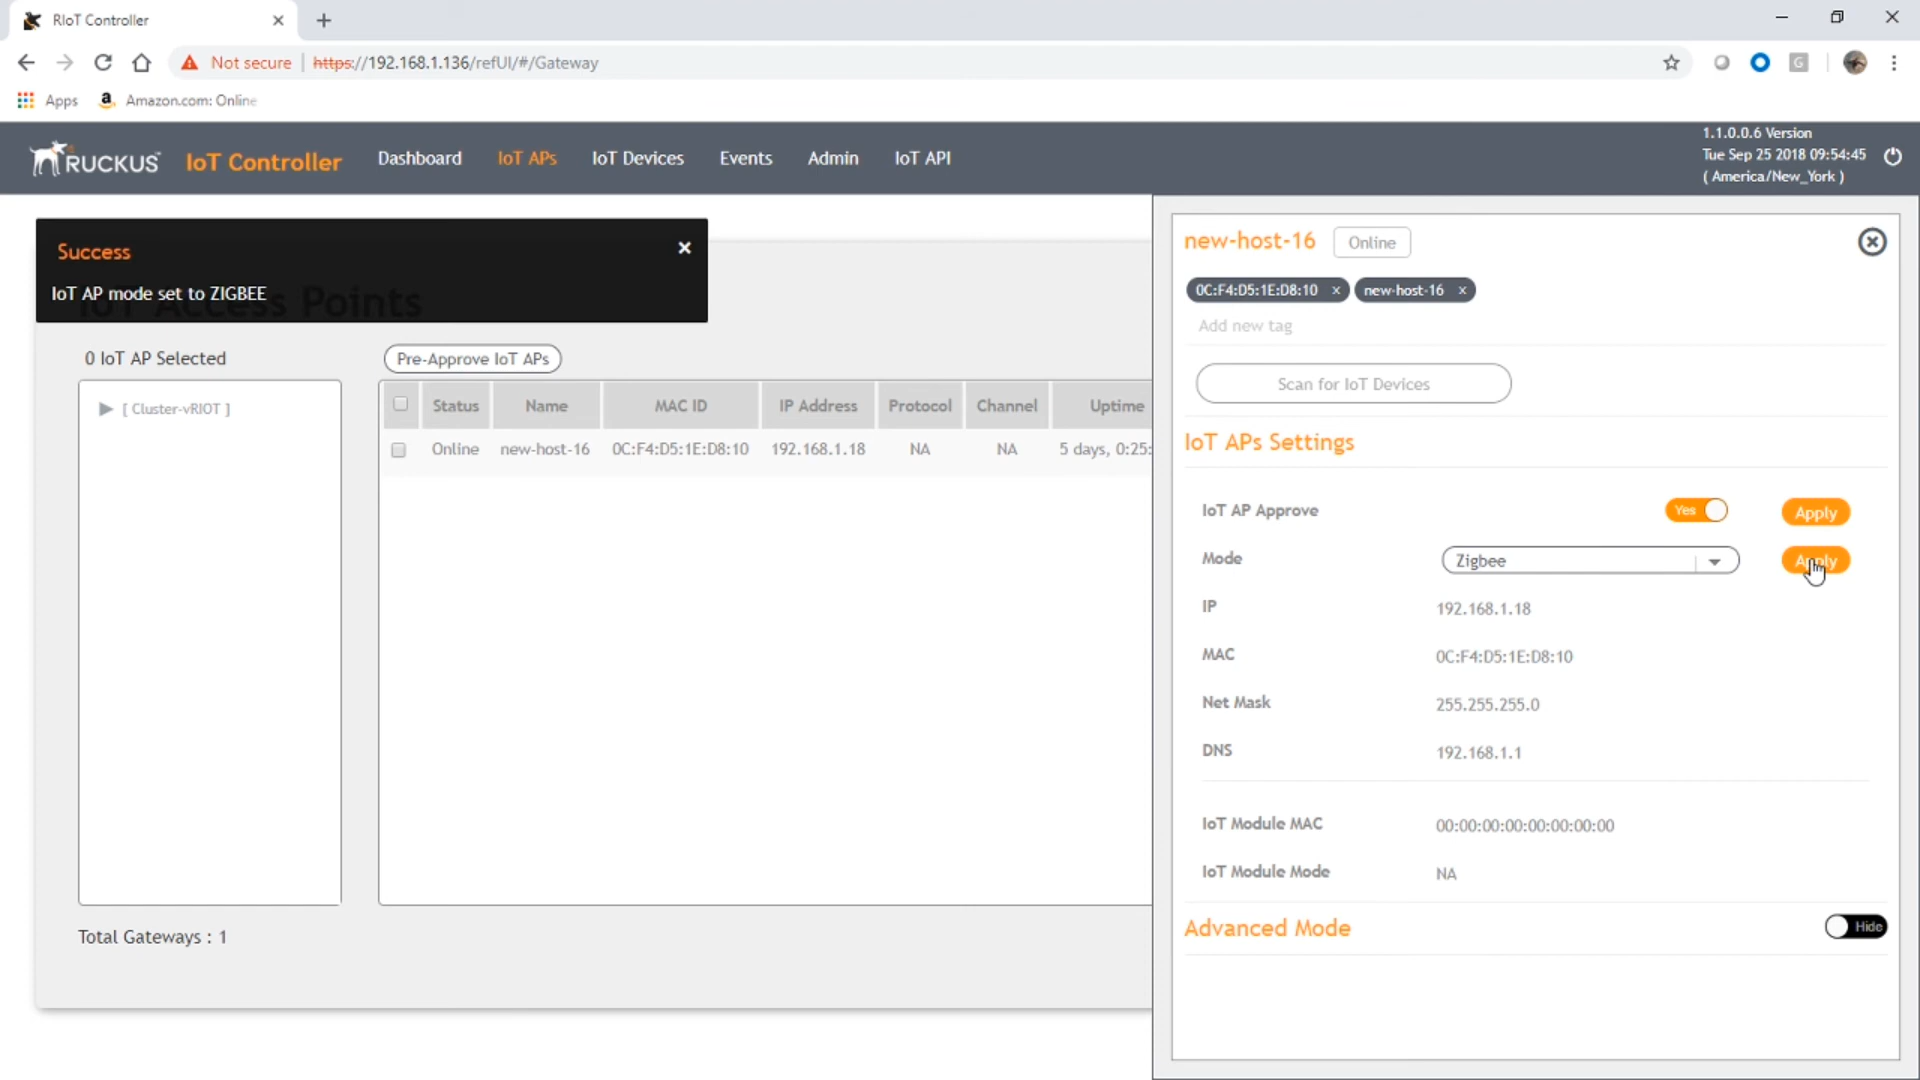 RIoT Controller
Not secure
https://192.168.1.136/refUI/#/Gateway
G
Apps
Amazon.com: Online
RUCKUS
IoT Controller
Dashboard
IoT APs
IoT Devices
Events
Admin
IoT API
1.1.0.0.6 Version
Tue Sep 25 2018 09:54:45
( America/New_York )
Success
IoT AP mode set to ZIGBEE
IoT Access Points
0 IoT AP Selected
Pre-Approve IoT APs
[ Cluster-vRIOT ]
Status Name MAC ID IP Address Protocol Channel Uptime
Online new-host-16 0C:F4:D5:1E:D8:10 192.168.1.18 NA NA 5 days, 0:25:
Total Gateways : 1
new-host-16 Online
0C:F4:D5:1E:D8:10 × new-host-16 ×
Add new tag
Scan for IoT Devices
IoT APs Settings
IoT AP Approve Yes Apply
Mode Zigbee Apply
IP 192.168.1.18
MAC 0C:F4:D5:1E:D8:10
Net Mask 255.255.255.0
DNS 192.168.1.1
IoT Module MAC 00:00:00:00:00:00:00:00
IoT Module Mode NA
Advanced Mode Hide